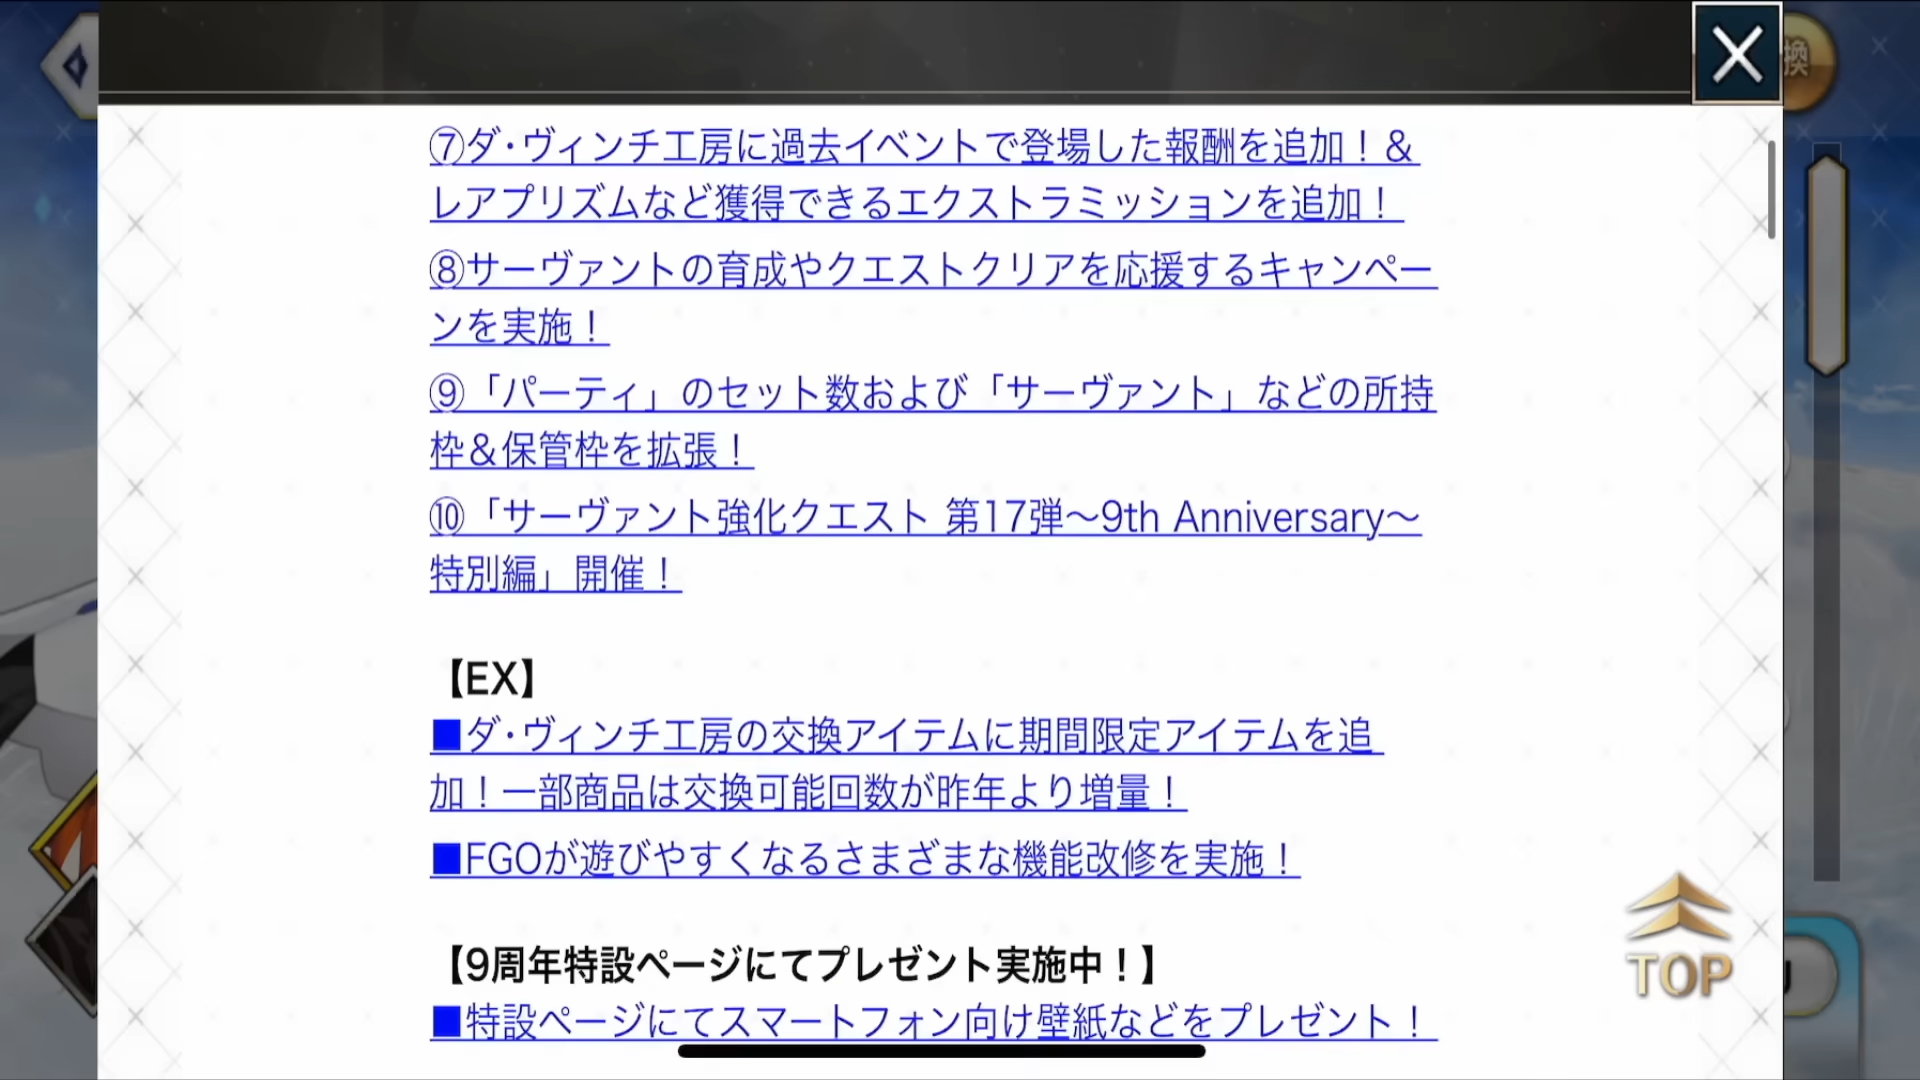 換
⑦ダ・ヴィンチ工房に過去イベントで登場した報酬を追加！＆
レアプリズムなど獲得できるエクストラミッションを追加！
⑧サーヴァントの育成やクエストクリアを応援するキャンペー
ンを実施！
⑨「パーティ」のセット数および「サーヴァント」などの所持
枠＆保管枠を拡張！
⑩「サーヴァント強化クエスト 第17弾～9th Anniversary～
特別編」開催！
【EX】
■ダ・ヴィンチ工房の交換アイテムに期間限定アイテムを追
加！一部商品は交換可能回数が昨年より増量！
■FGOが遊びやすくなるさまざまな機能改修を実施！
【9周年特設ページにてプレゼント実施中！】
■特設ページにてスマートフォン向け壁紙などをプレゼント！
TOP